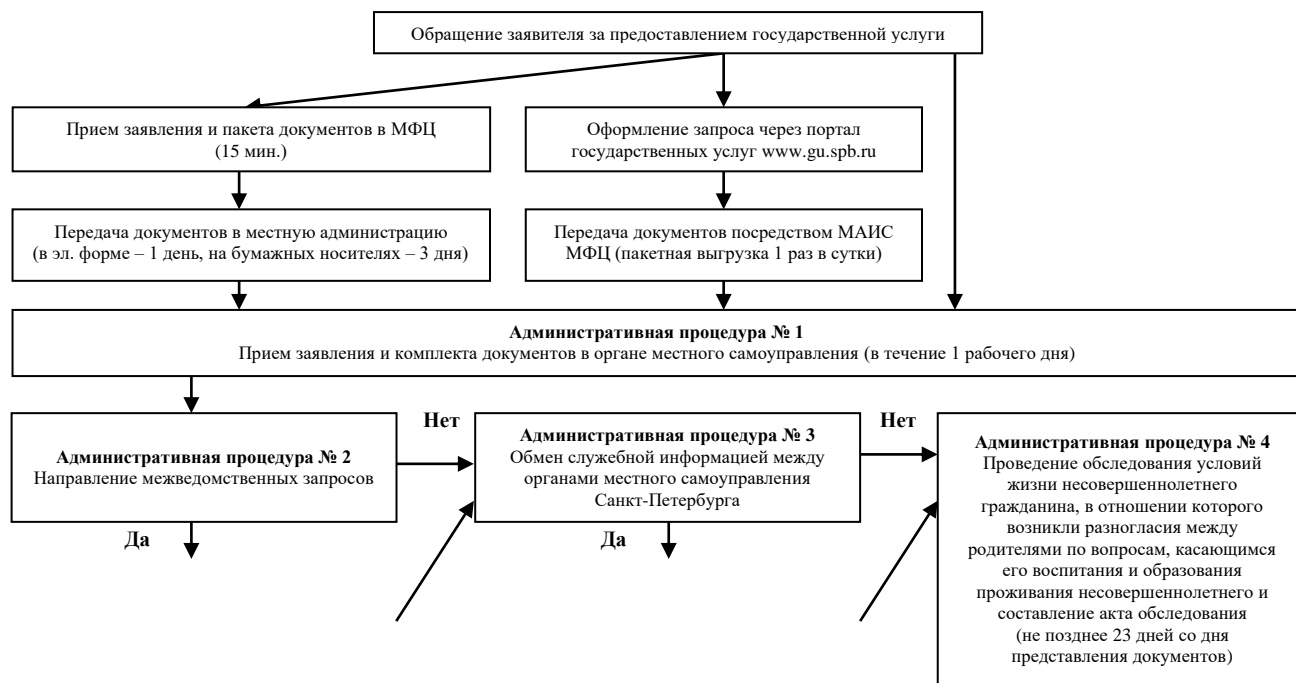 Обращение заявителя за предоставлением государственной услуги
Прием заявления и пакета документов в МФЦ
(15 мин.)
Оформление запроса через портал
государственных услуг www.gu.spb.ru
Передача документов в местную администрацию
(в эл. форме – 1 день, на бумажных носителях – 3 дня)
Передача документов посредством МАИС
МФЦ (пакетная выгрузка 1 раз в сутки)
Административная процедура № 1
Прием заявления и комплекта документов в органе местного самоуправления (в течение 1 рабочего дня)
Административная процедура № 2
Направление межведомственных запросов
Нет
Да
Административная процедура № 3
Обмен служебной информацией между
органами местного самоуправления
Санкт-Петербурга
Нет
Да
Административная процедура № 4
Проведение обследования условий
жизни несовершеннолетнего
гражданина, в отношении которого
возникли разногласия между
родителями по вопросам, касающимся
его воспитания и образования
проживания несовершеннолетнего и
составление акта обследования
(не позднее 23 дней со дня
представления документов)